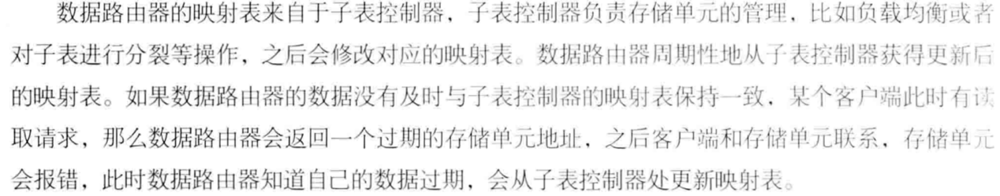 数据路由器的映射表来自于子表控制器，子表控制器负责存储单元的管理，比如负载均衡或者
对子表进行分裂等操作，之后会修改对应的映射表。数据路由器周期性地从子表控制器获得更新后
的映射表。如果数据路由器的数据没有及时与子表控制器的映射表保持一致，某个客户端此时有读
取请求，那么数据路由器会返回一个过期的存储单元地址，之后客户端和存储单元联系，存储单元
会报错，此时数据路由器知道自己的数据过期，会从子表控制器处更新映射表。